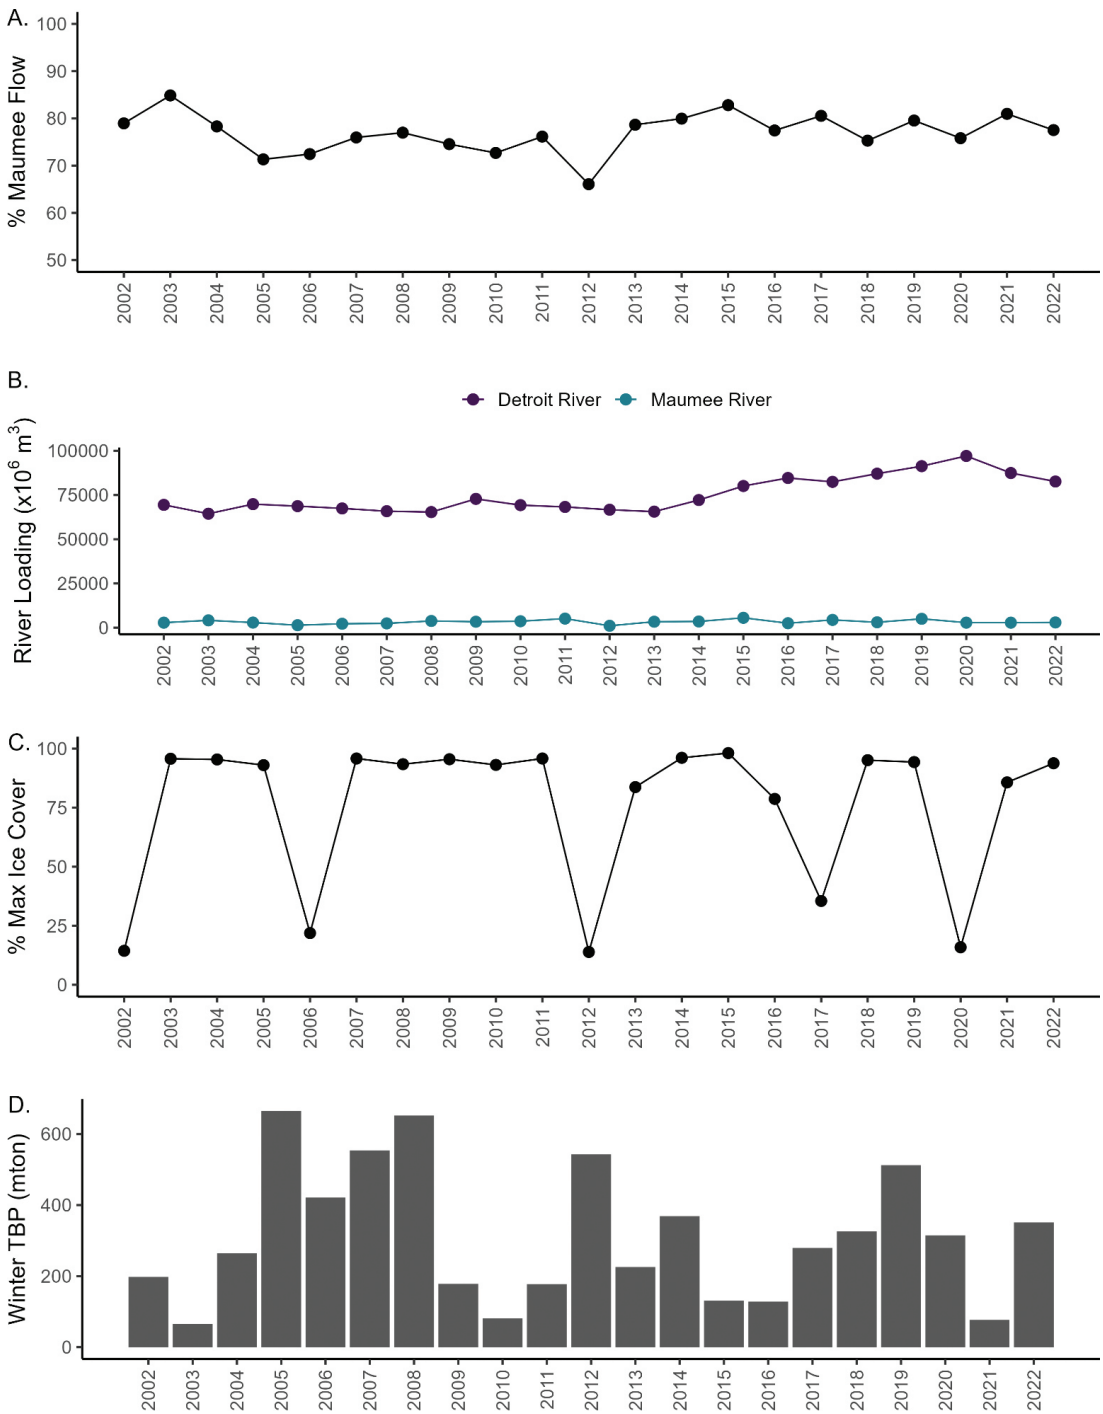 A.
% Maumee Flow
100
90
80
70
60
50
2002 2003 2004 2005 2006 2007 2008 2009 2010 2011 2012 2013 2014 2015 2016 2017 2018 2019 2020 2021 2022
B.
Detroit River Maumee River
River Loading (x10⁶ m³)
100000
75000
50000
25000
0
2002 2003 2004 2005 2006 2007 2008 2009 2010 2011 2012 2013 2014 2015 2016 2017 2018 2019 2020 2021 2022
C.
% Max Ice Cover
100
75
50
25
0
2002 2003 2004 2005 2006 2007 2008 2009 2010 2011 2012 2013 2014 2015 2016 2017 2018 2019 2020 2021 2022
D.
Winter TBP (mton)
600
400
200
0
2002 2003 2004 2005 2006 2007 2008 2009 2010 2011 2012 2013 2014 2015 2016 2017 2018 2019 2020 2021 2022